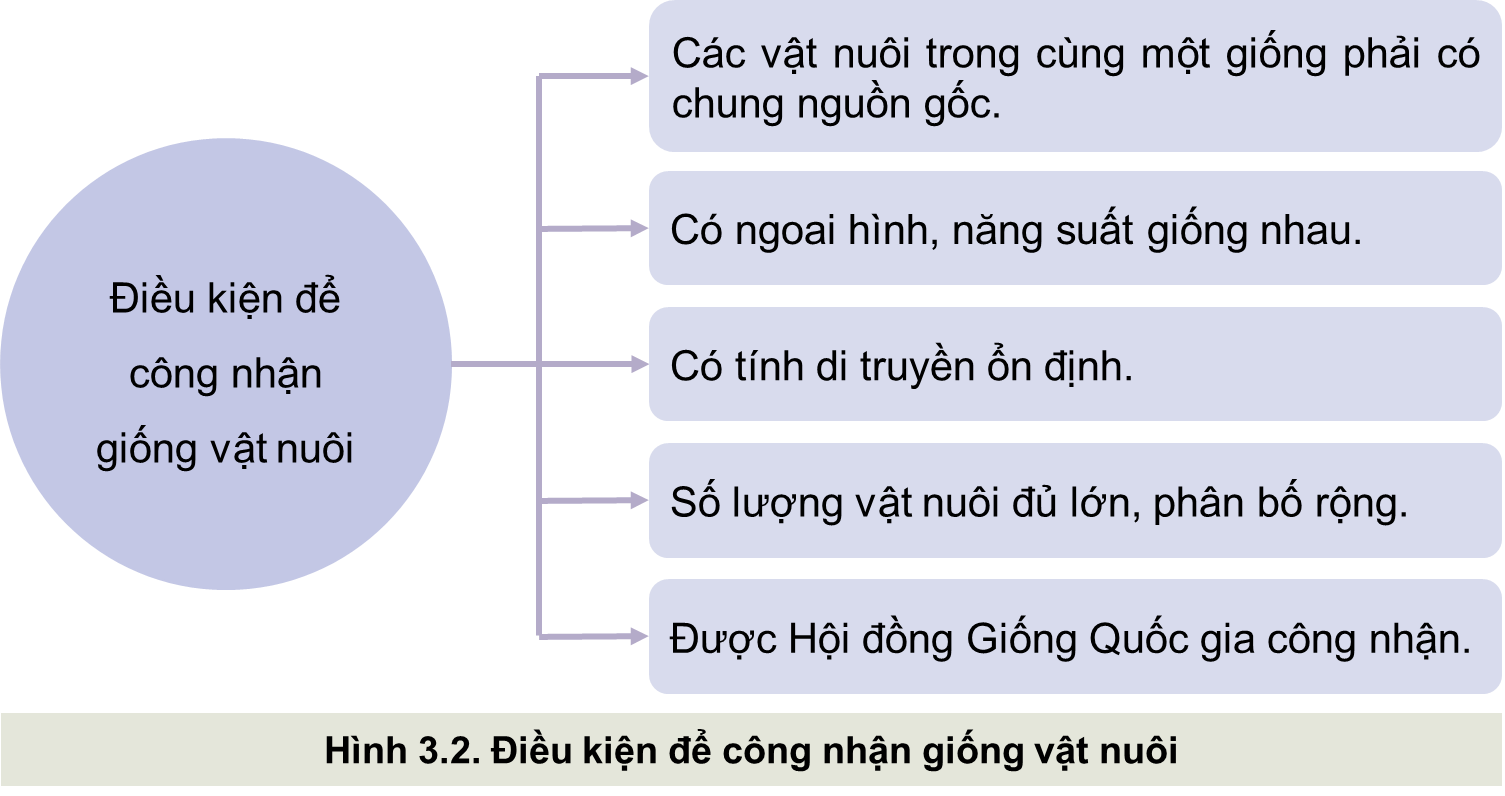 Điều kiện để
công nhận
giống vật nuôi
Các vật nuôi trong cùng một giống phải có
chung nguồn gốc.
Có ngoai hình, năng suất giống nhau.
Có tính di truyền ổn định.
Số lượng vật nuôi đủ lớn, phân bố rộng.
Được Hội đồng Giống Quốc gia công nhận.
Hình 3.2. Điều kiện để công nhận giống vật nuôi